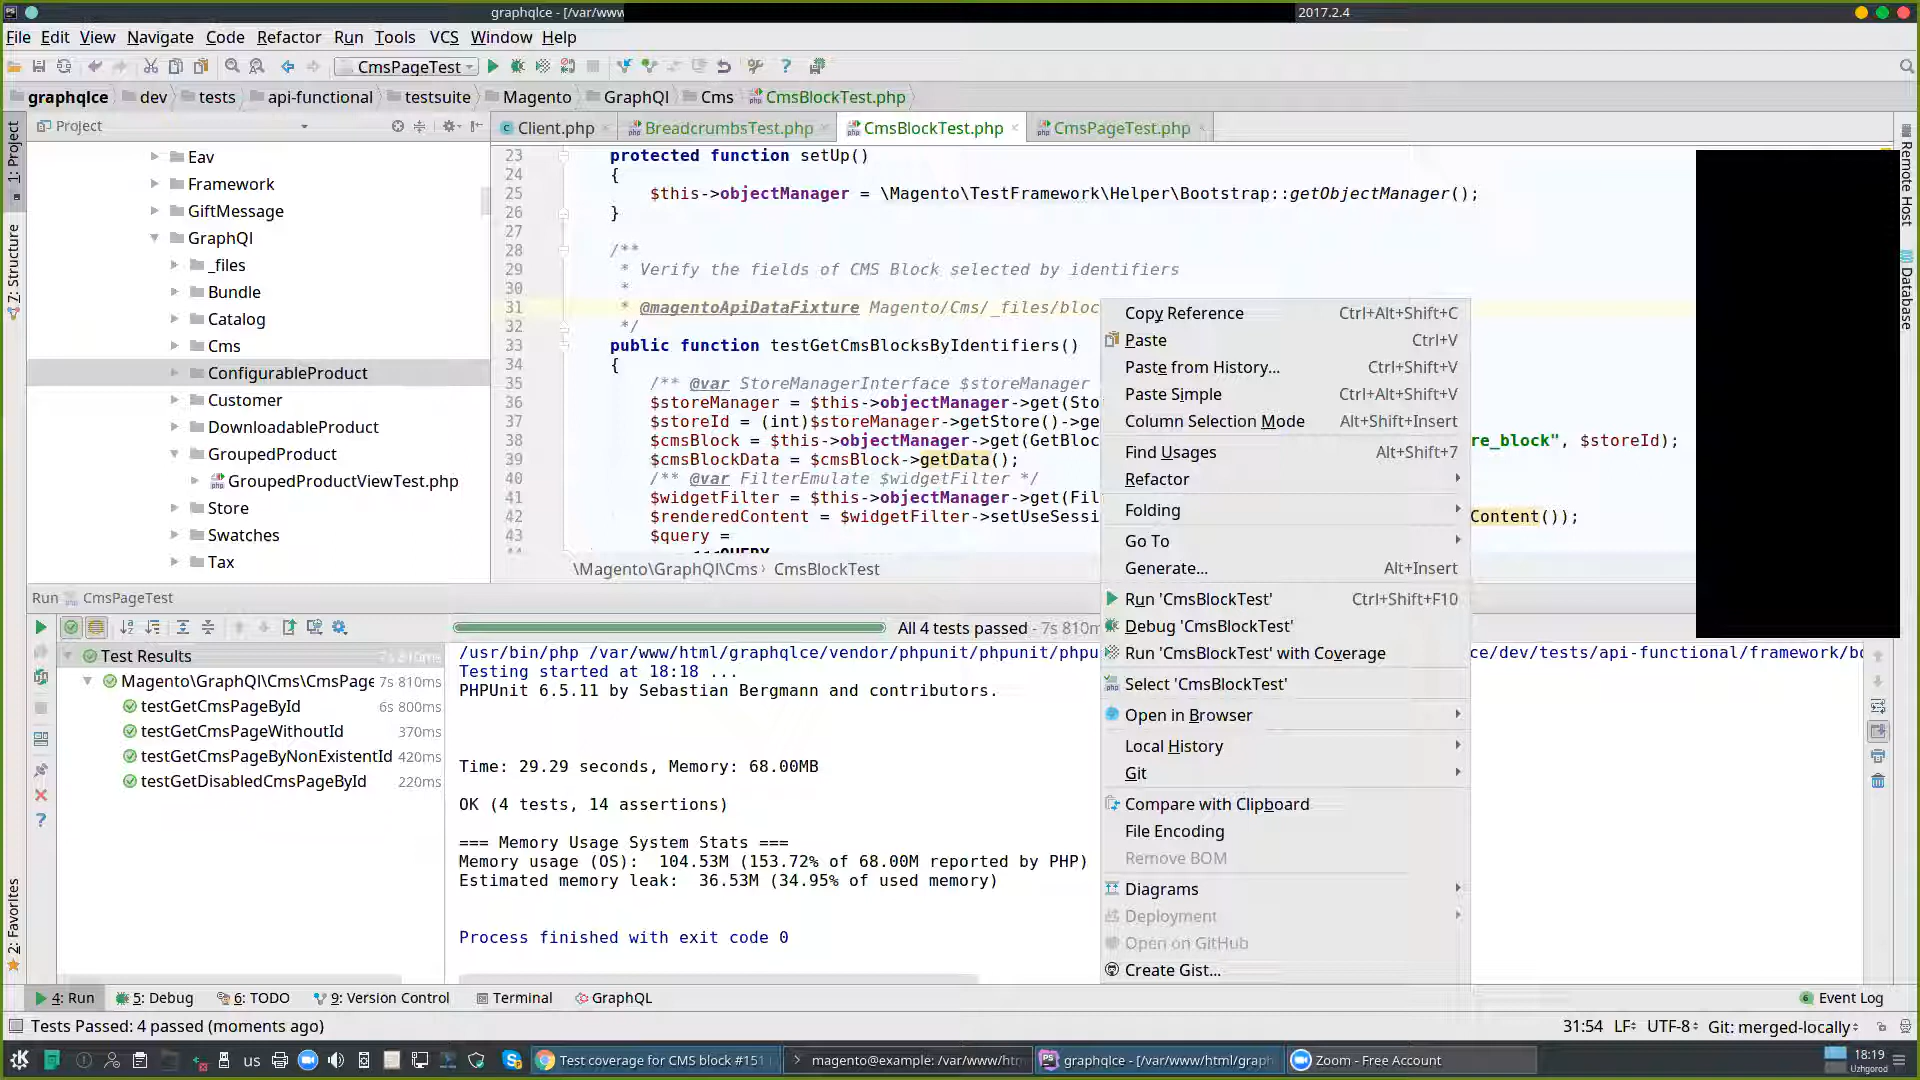 graphqlce - [/var/www
2017.2.4
File Edit View Navigate Code Refactor Run Tools VCS Window Help
CmsPageTest
graphqlce dev tests api-functional testsuite Magento GraphQl Cms CmsBlockTest.php
Project
Client.php BreadcrumbsTest.php CmsBlockTest.php CmsPageTest.php
1: Project
7: Structure
2: Favorites
Remote Host
Database
Eav
Framework
GiftMessage
GraphQl
_files
Bundle
Catalog
Cms
ConfigurableProduct
Customer
DownloadableProduct
GroupedProduct
GroupedProductViewTest.php
Store
Swatches
Tax
23 protected function setUp()
24 {
25 $this->objectManager = \Magento\TestFramework\Helper\Bootstrap::getObjectManager();
26 }
27
28 /**
29 * Verify the fields of CMS Block selected by identifiers
30 *
31 * @magentoApiDataFixture Magento/Cms/_files/bloc
32 */
33 public function testGetCmsBlocksByIdentifiers()
34 {
35 /** @var StoreManagerInterface $storeManager
36 $storeManager = $this->objectManager->get(Sto
37 $storeId = (int)$storeManager->getStore()->ge
38 $cmsBlock = $this->objectManager->get(GetBloc re_block", $storeId);
39 $cmsBlockData = $cmsBlock->getData();
40 /** @var FilterEmulate $widgetFilter */
41 $widgetFilter = $this->objectManager->get(Fil
42 $renderedContent = $widgetFilter->setUseSessi Content());
43 $query =
\Magento\GraphQl\Cms › CmsBlockTest
Copy Reference Ctrl+Alt+Shift+C
Paste Ctrl+V
Paste from History... Ctrl+Shift+V
Paste Simple Ctrl+Alt+Shift+V
Column Selection Mode Alt+Shift+Insert
Find Usages Alt+Shift+7
Refactor
Folding
Go To
Generate... Alt+Insert
Run 'CmsBlockTest' Ctrl+Shift+F10
Debug 'CmsBlockTest'
Run 'CmsBlockTest' with Coverage
Select 'CmsBlockTest'
Open in Browser
Local History
Git
Compare with Clipboard
File Encoding
Remove BOM
Diagrams
Deployment
Open on GitHub
Create Gist...
Run CmsPageTest
All 4 tests passed - 7s 810m
Test Results 7s 810ms
Magento\GraphQl\Cms\CmsPage 7s 810ms
testGetCmsPageById 6s 800ms
testGetCmsPageWithoutId 370ms
testGetCmsPageByNonExistentId 420ms
testGetDisabledCmsPageById 220ms
/usr/bin/php /var/www/html/graphqlce/vendor/phpunit/phpunit/phpu ce/dev/tests/api-functional/framework/bo
Testing started at 18:18 ...
PHPUnit 6.5.11 by Sebastian Bergmann and contributors.
Time: 29.29 seconds, Memory: 68.00MB
OK (4 tests, 14 assertions)
=== Memory Usage System Stats ===
Memory usage (OS): 104.53M (153.72% of 68.00M reported by PHP)
Estimated memory leak: 36.53M (34.95% of used memory)
Process finished with exit code 0
4: Run 5: Debug 6: TODO 9: Version Control Terminal GraphQL 6 Event Log
Tests Passed: 4 passed (moments ago) 31:54 LF UTF-8 Git: merged-locally
us Test coverage for CMS block #151 magento@example: /var/www/htm graphqlce - [/var/www/html/graph Zoom - Free Account 18:19
Uzhgorod